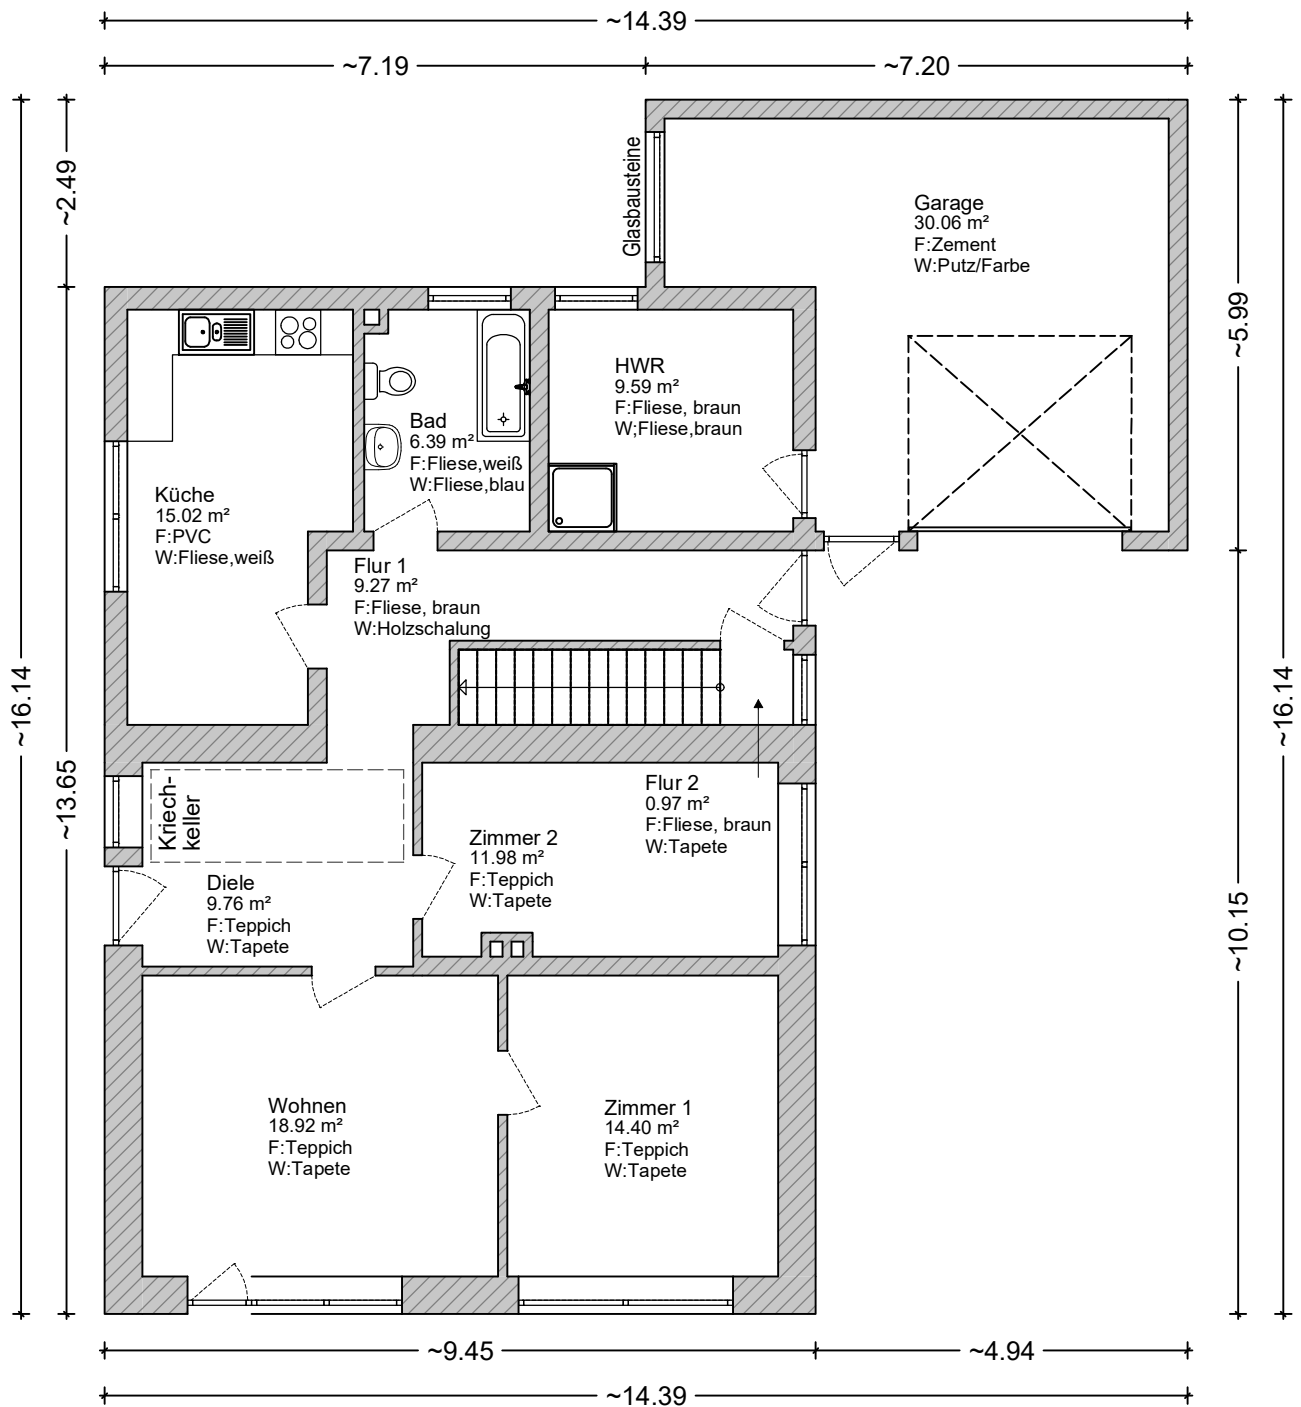 ~14.39
~7.19
~7.20
~2.49
Glasbausteine
Garage
30.06 m²
F:Zement
W:Putz/Farbe
~5.99
HWR
9.59 m²
F:Fliese, braun
W;Fliese,braun
Bad
6.39 m²
F:Fliese,weiß
W:Fliese,blau
Küche
15.02 m²
F:PVC
W:Fliese,weiß
Flur 1
9.27 m²
F:Fliese, braun
W:Holzschalung
~16.14
~16.14
~13.65
Kriech-
keller
Flur 2
0.97 m²
F:Fliese, braun
W:Tapete
Zimmer 2
11.98 m²
F:Teppich
W:Tapete
Diele
9.76 m²
F:Teppich
W:Tapete
~10.15
Wohnen
18.92 m²
F:Teppich
W:Tapete
Zimmer 1
14.40 m²
F:Teppich
W:Tapete
~9.45
~4.94
~14.39